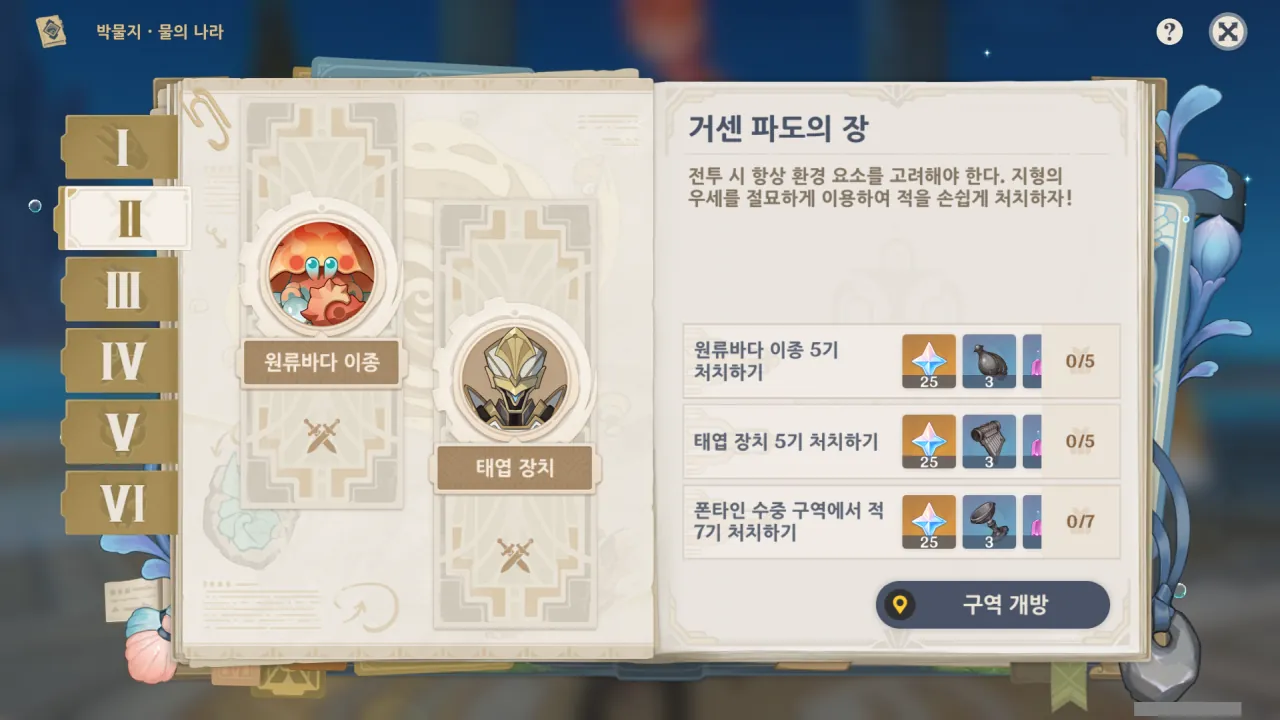 박물지 · 물의 나라
?
I
II
III
IV
V
VI
원류바다 이종
태엽 장치
거센 파도의 장
전투 시 항상 환경 요소를 고려해야 한다. 지형의
우세를 절묘하게 이용하여 적을 손쉽게 처치하자!
원류바다 이종 5기
처치하기
25
3
0/5
태엽 장치 5기 처치하기
25
3
0/5
폰타인 수중 구역에서 적
7기 처치하기
25
3
0/7
구역 개방